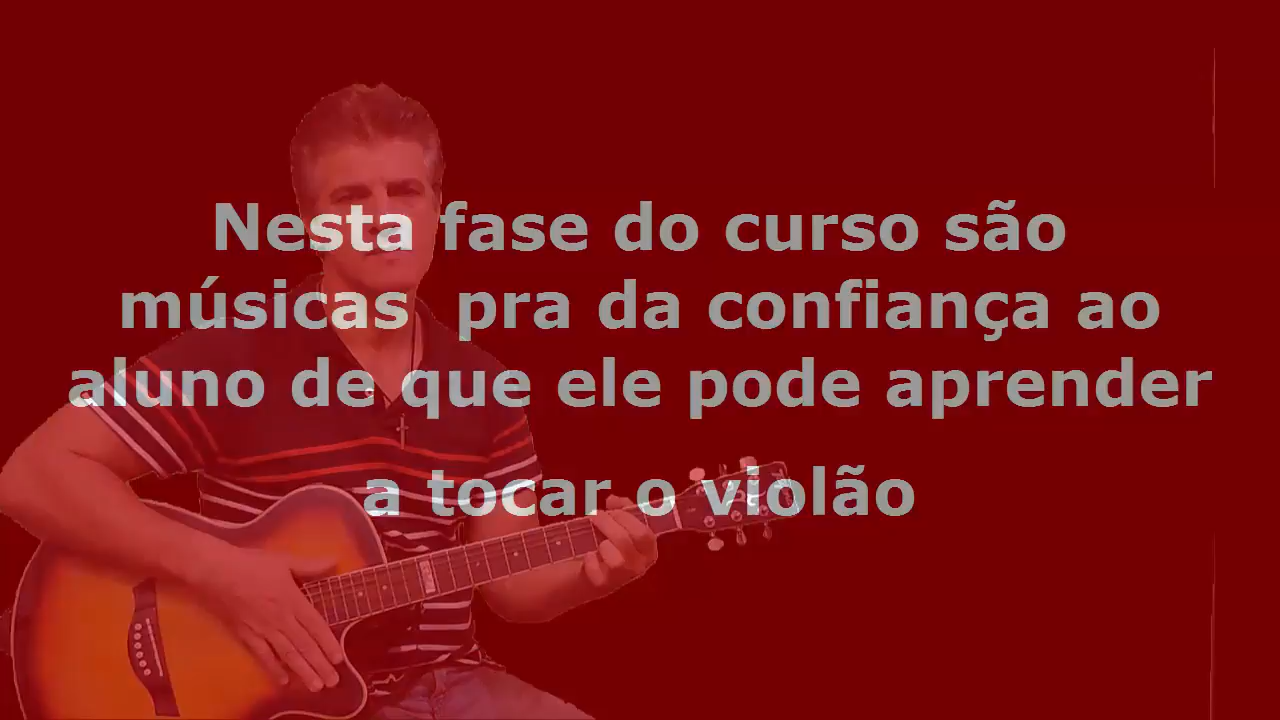 Nesta fase do curso são
músicas  pra da confiança ao
aluno de que ele pode aprender
a tocar o violão